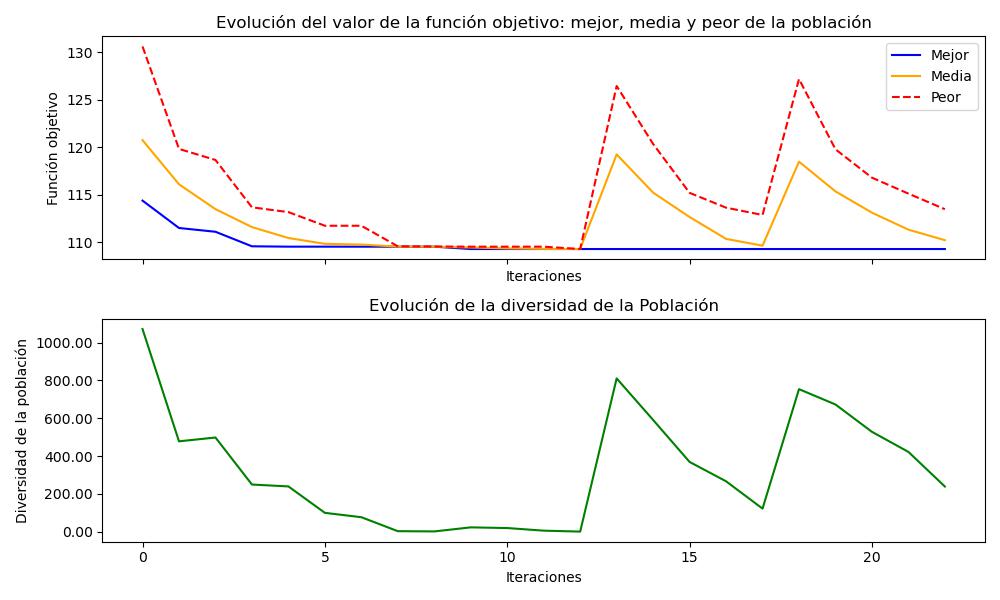 Evolución del valor de la función objetivo: mejor, media y peor de la población
Función objetivo
130
125
120
115
110
Mejor
Media
Peor
Iteraciones
Evolución de la diversidad de la Población
Diversidad de la población
1000.00
800.00
600.00
400.00
200.00
0.00
0 5 10 15 20
Iteraciones